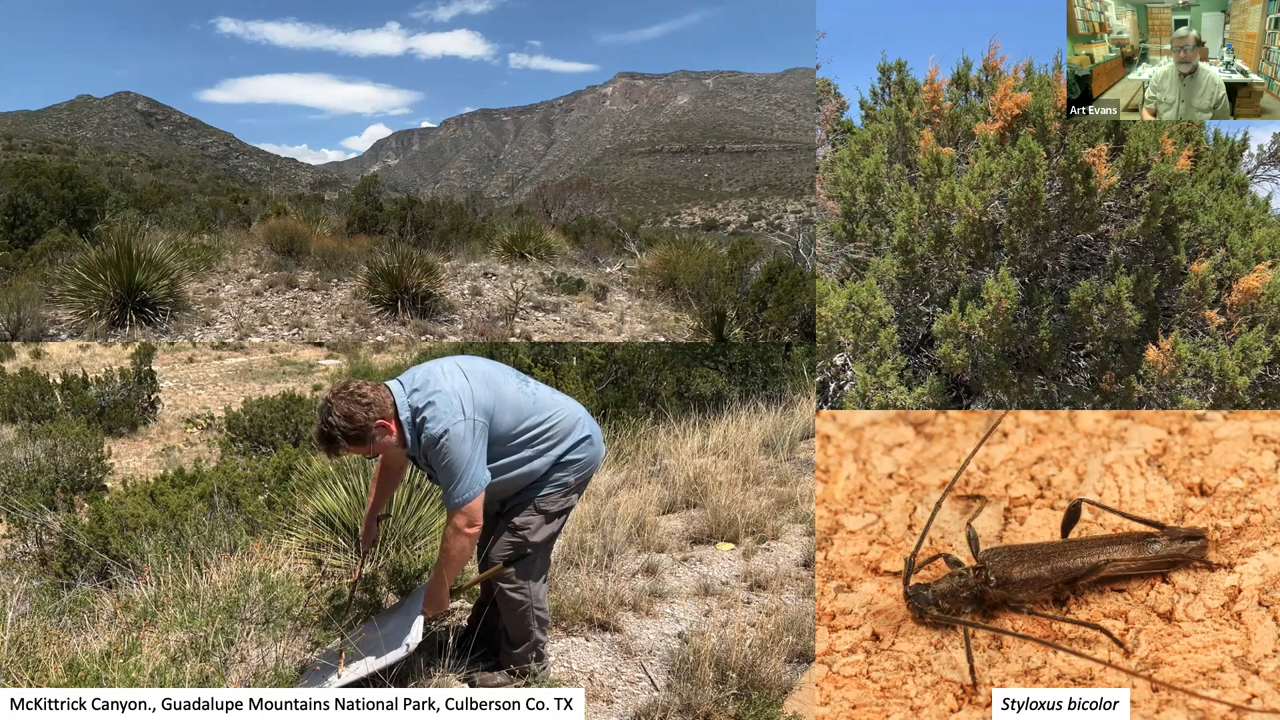 Art Evans
McKittrick Canyon., Guadalupe Mountains National Park, Culberson Co. TX
Styloxus bicolor